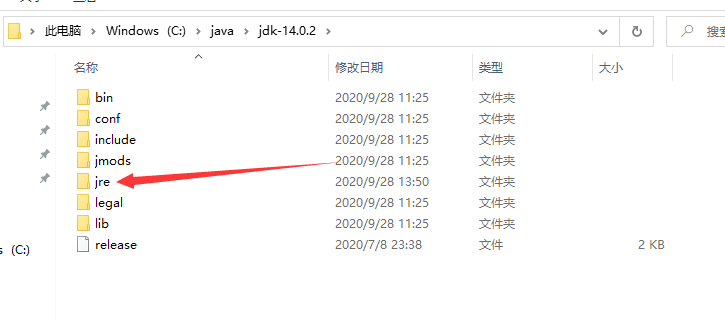 此电脑 > Windows (C:) > java > jdk-14.0.2 >
搜索
名称 修改日期 类型 大小
bin 2020/9/28 11:25 文件夹
conf 2020/9/28 11:25 文件夹
include 2020/9/28 11:25 文件夹
jmods 2020/9/28 11:25 文件夹
jre 2020/9/28 13:50 文件夹
legal 2020/9/28 11:25 文件夹
lib 2020/9/28 11:25 文件夹
release 2020/7/8 23:38 文件 2 KB
(C:)